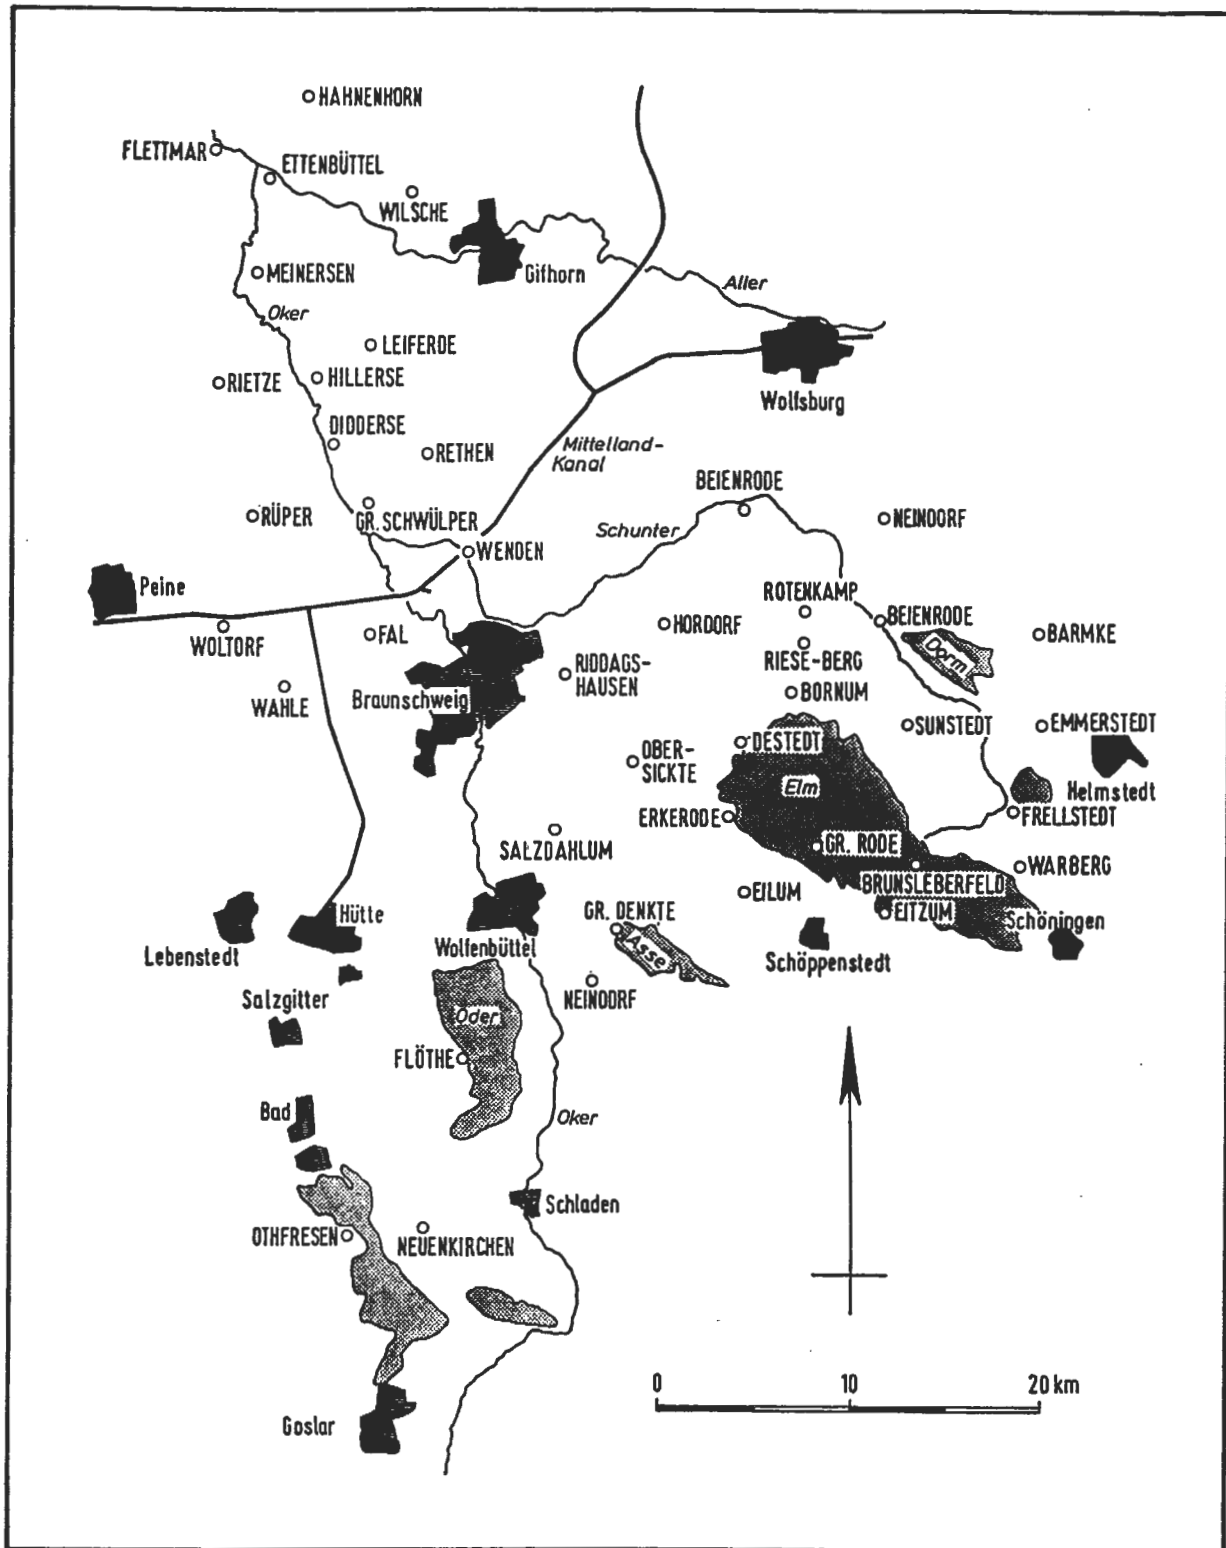 HAHNENHORN
FLETTMAR
ETTENBÜTTEL
WILSCHE
Gifhorn
MEINERSEN
Aller
Oker
LEIFERDE
RIETZE
HILLERSE
Wolfsburg
DIDDERSE
RETHEN
Mittelland-
Kanal
BEIENRODE
RÜPER
GR. SCHWÜLPER
Schunter
NEINDORF
WENDEN
Peine
ROTENKAMP
BEIENRODE
WOLTORF
FAL
HORDORF
BARMKE
RIDDAGS-
HAUSEN
RIESE-BERG
Dorm
WAHLE
Braunschweig
BORNUM
SUNSTEDT
EMMERSTEDT
OBER-
SICKTE
DESTEDT
Elm
Helmstedt
ERKERODE
FRELLSTEDT
SALZDAHLUM
GR. RODE
WARBERG
BRUNSLEBERFELD
EILUM
Hütte
GR. DENKTE
EITZUM
Schöningen
Lebenstedt
Wolfenbüttel
Asse
Schöppenstedt
Salzgitter
NEINDORF
Oder
FLÖTHE
Bad
Oker
Schladen
OTHFRESEN
NEUENKIRCHEN
0 10 20 km
Goslar